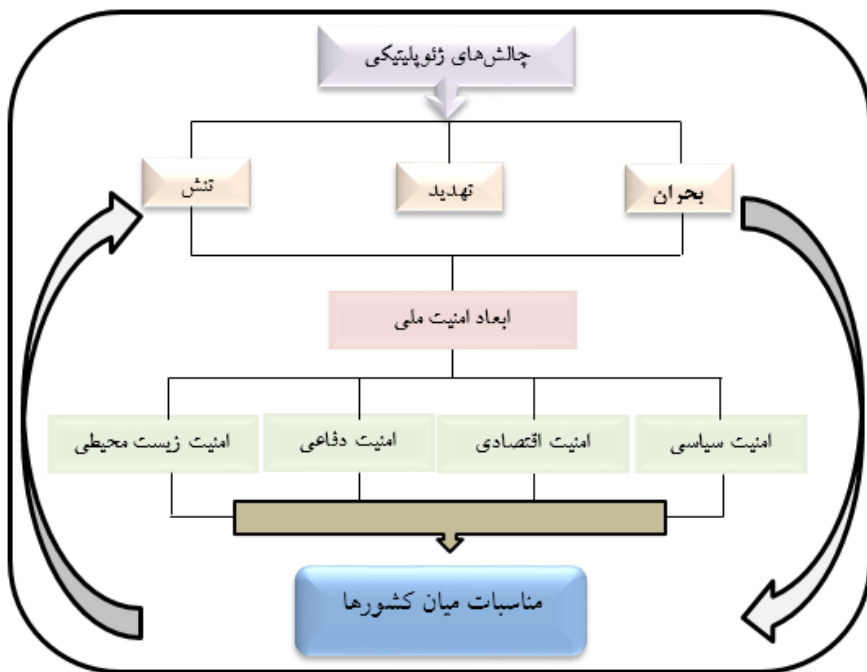 چالش‌های ژئوپلیتیکی
بحران
تهدید
تنش
ابعاد امنیت ملی
امنیت سیاسی
امنیت اقتصادی
امنیت دفاعی
امنیت زیست محیطی
مناسبات میان کشورها